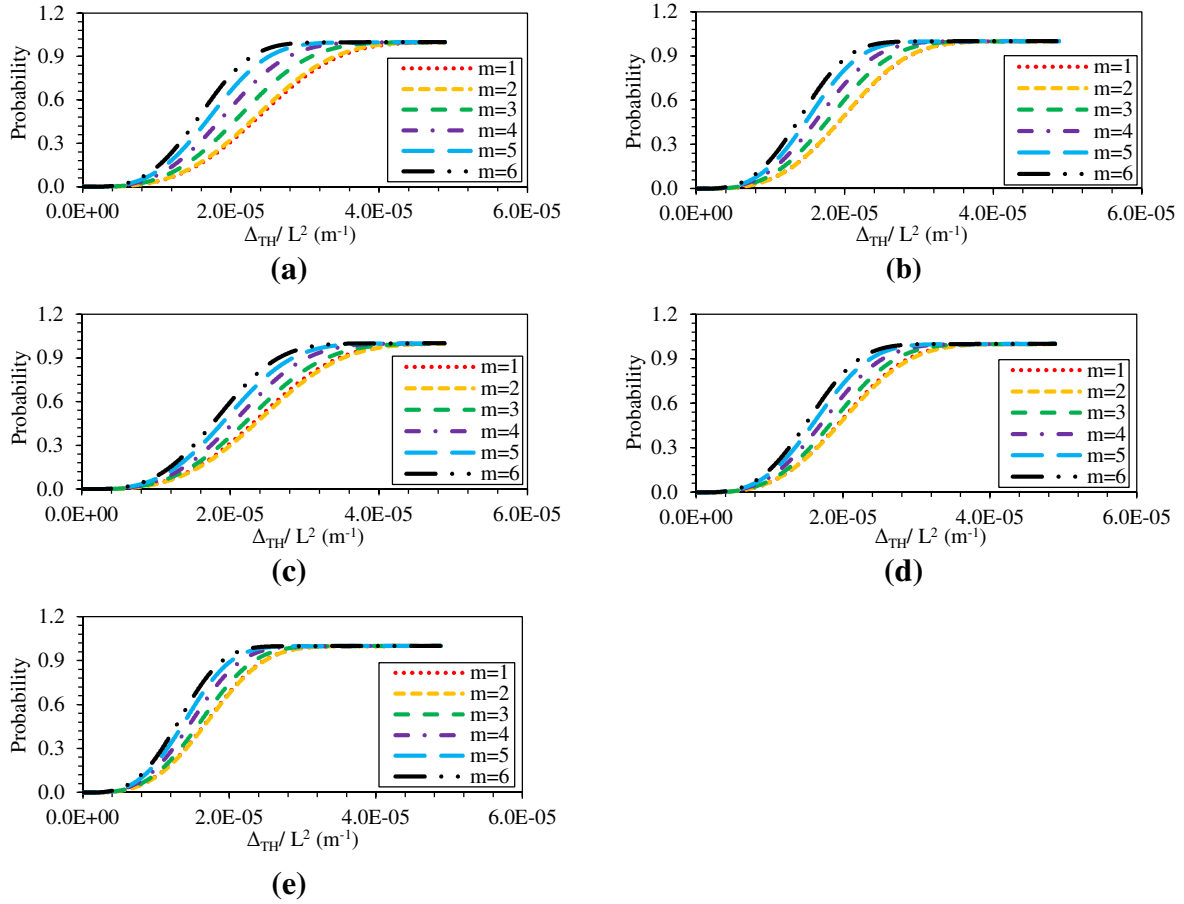 1.2
0.9
0.6
0.3
0.0
Probability
0.0E+00 2.0E-05 4.0E-05 6.0E-05
Δ_TH/ L² (m⁻¹)
m=1
m=2
m=3
m=4
m=5
m=6
(a)
1.2
0.9
0.6
0.3
0.0
Probability
0.0E+00 2.0E-05 4.0E-05 6.0E-05
Δ_TH/ L² (m⁻¹)
m=1
m=2
m=3
m=4
m=5
m=6
(b)
1.2
0.9
0.6
0.3
0.0
Probability
0.0E+00 2.0E-05 4.0E-05 6.0E-05
Δ_TH/ L² (m⁻¹)
m=1
m=2
m=3
m=4
m=5
m=6
(c)
1.2
0.9
0.6
0.3
0.0
Probability
0.0E+00 2.0E-05 4.0E-05 6.0E-05
Δ_TH/ L² (m⁻¹)
m=1
m=2
m=3
m=4
m=5
m=6
(d)
1.2
0.9
0.6
0.3
0.0
Probability
0.0E+00 2.0E-05 4.0E-05 6.0E-05
Δ_TH/ L² (m⁻¹)
m=1
m=2
m=3
m=4
m=5
m=6
(e)